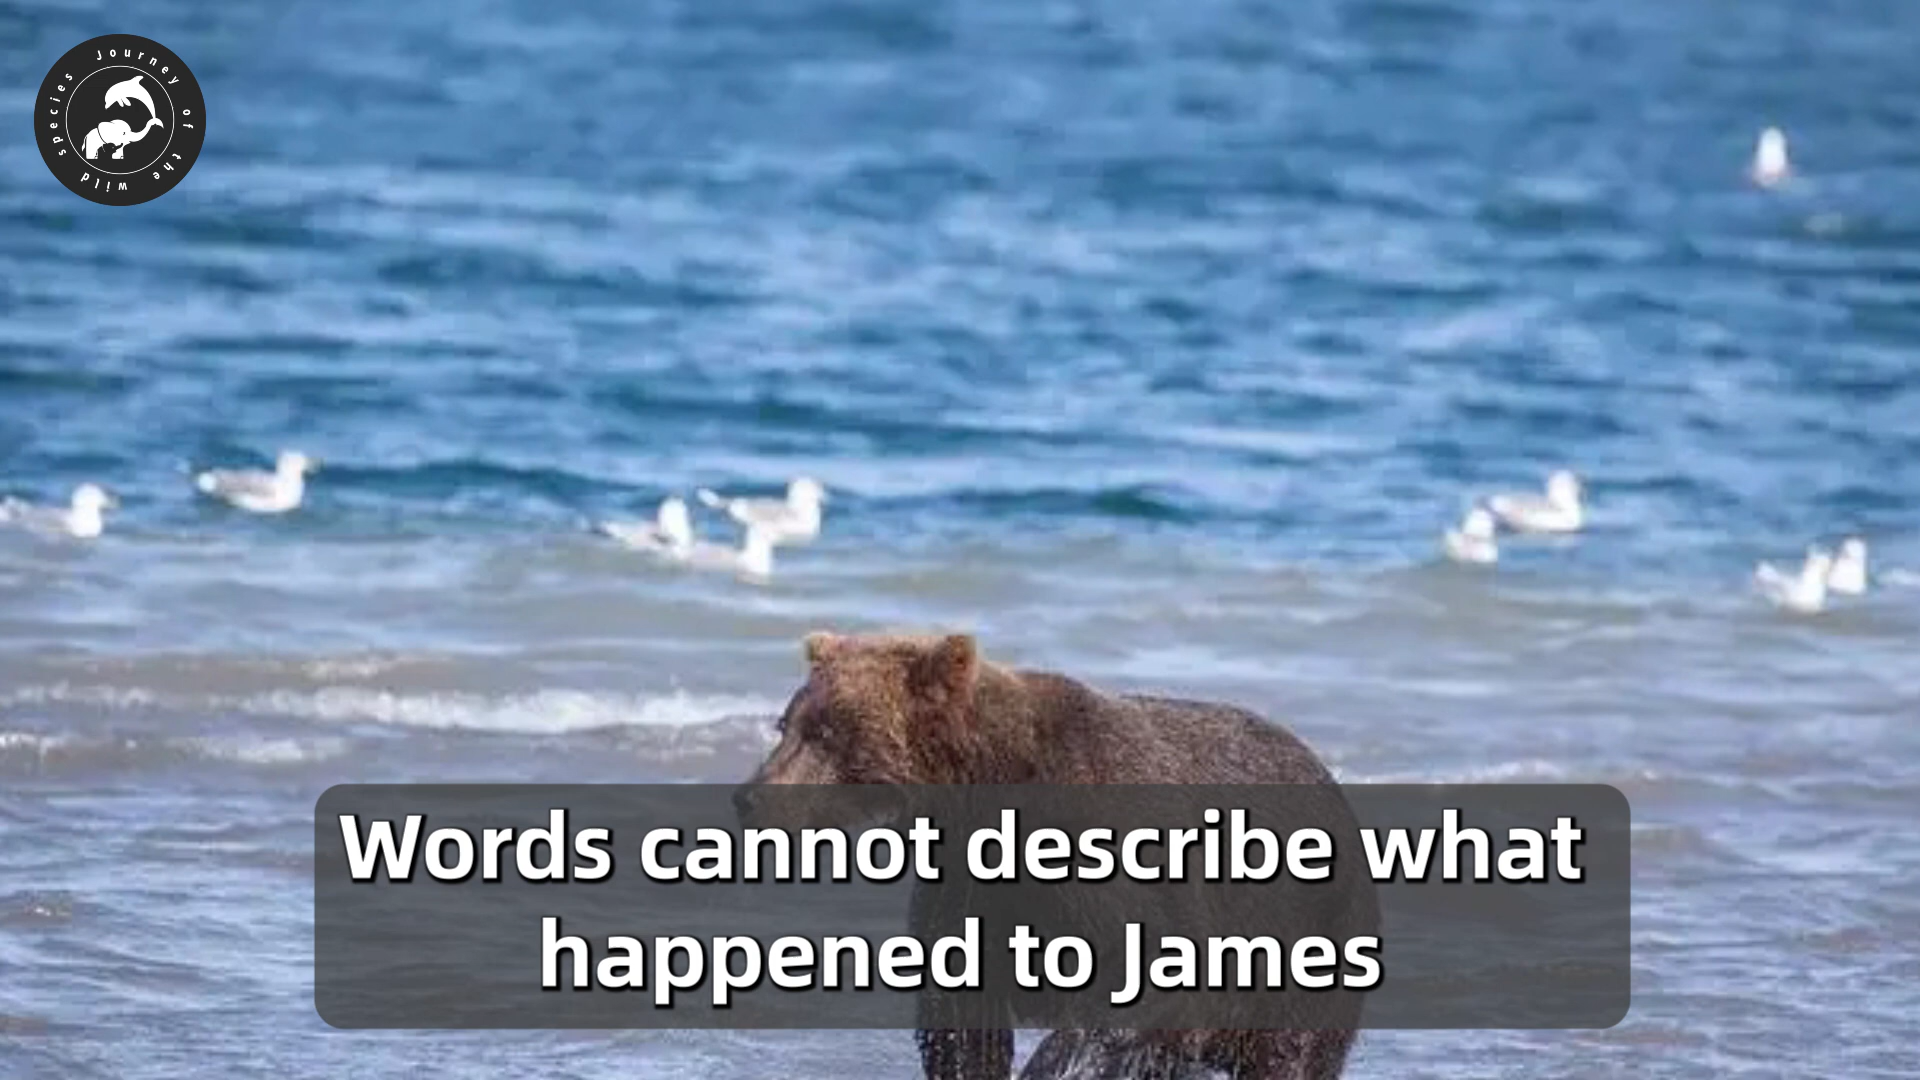 Journey of the wild species
Words cannot describe what
happened to James